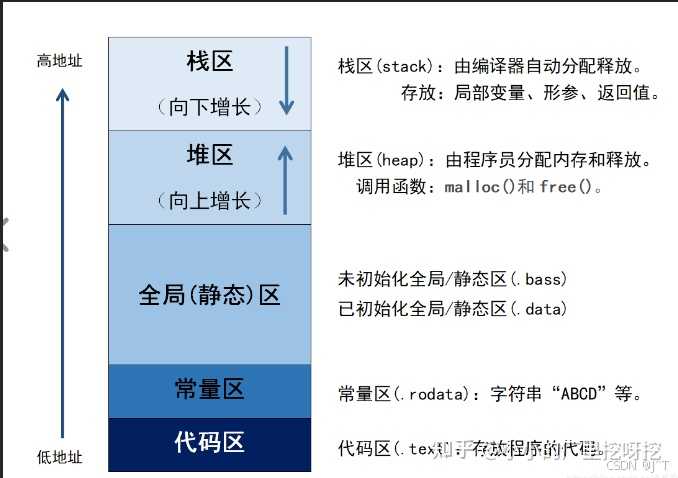 高地址
栈区
(向下增长)
栈区(stack): 由编译器自动分配释放。
存放: 局部变量、形参、返回值。
堆区
(向上增长)
堆区(heap): 由程序员分配内存和释放。
调用函数: malloc()和free()。
全局(静态)区
未初始化全局/静态区(.bass)
已初始化全局/静态区(.data)
常量区
常量区(.rodata): 字符串“ABCD”等。
代码区
代码区(.text): 存放程序的代码。
低地址
知乎
CSDN